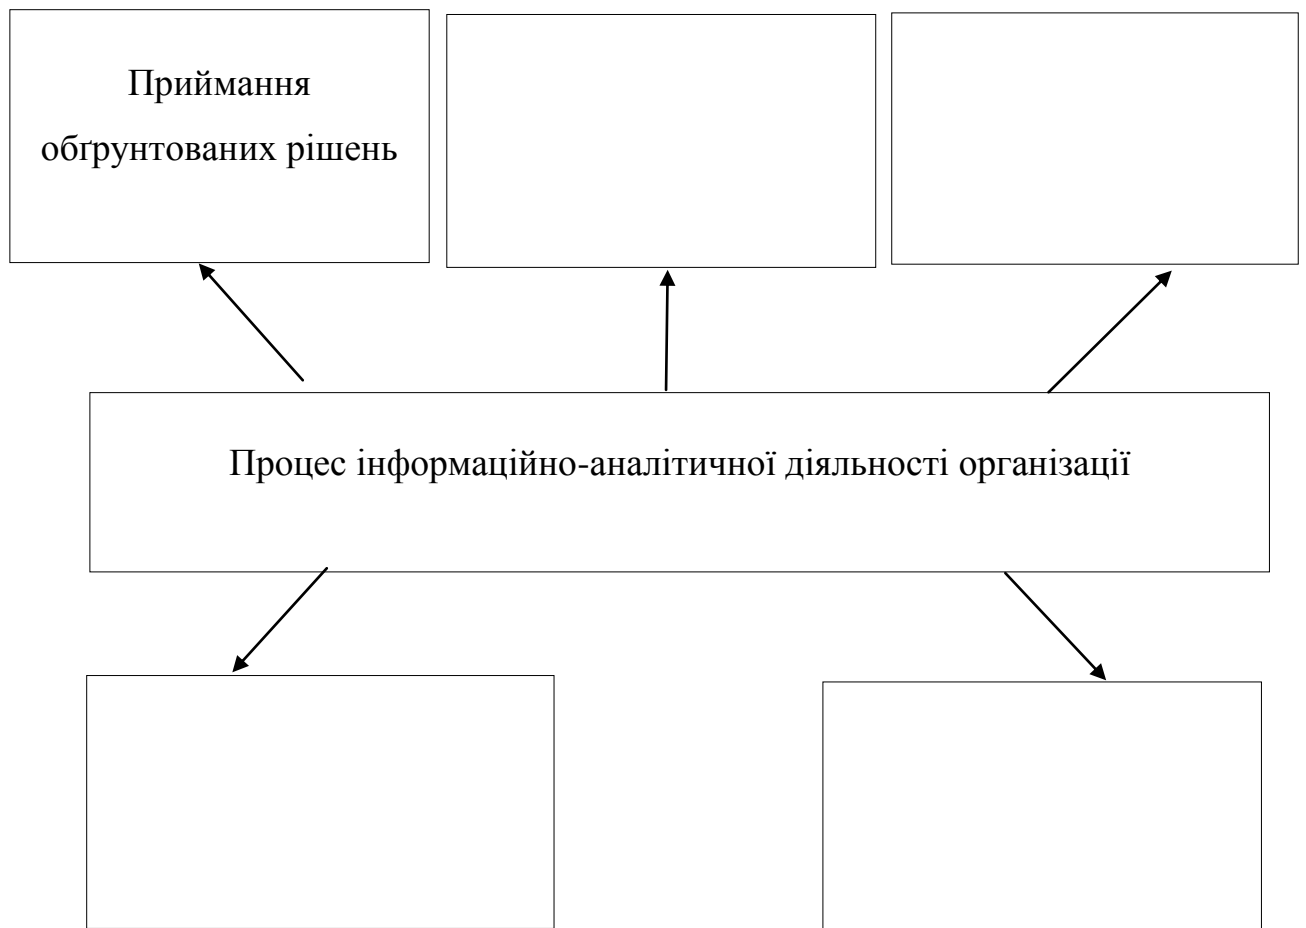 Приймання
обґрунтованих рішень
Процес інформаційно-аналітичної діяльності організації